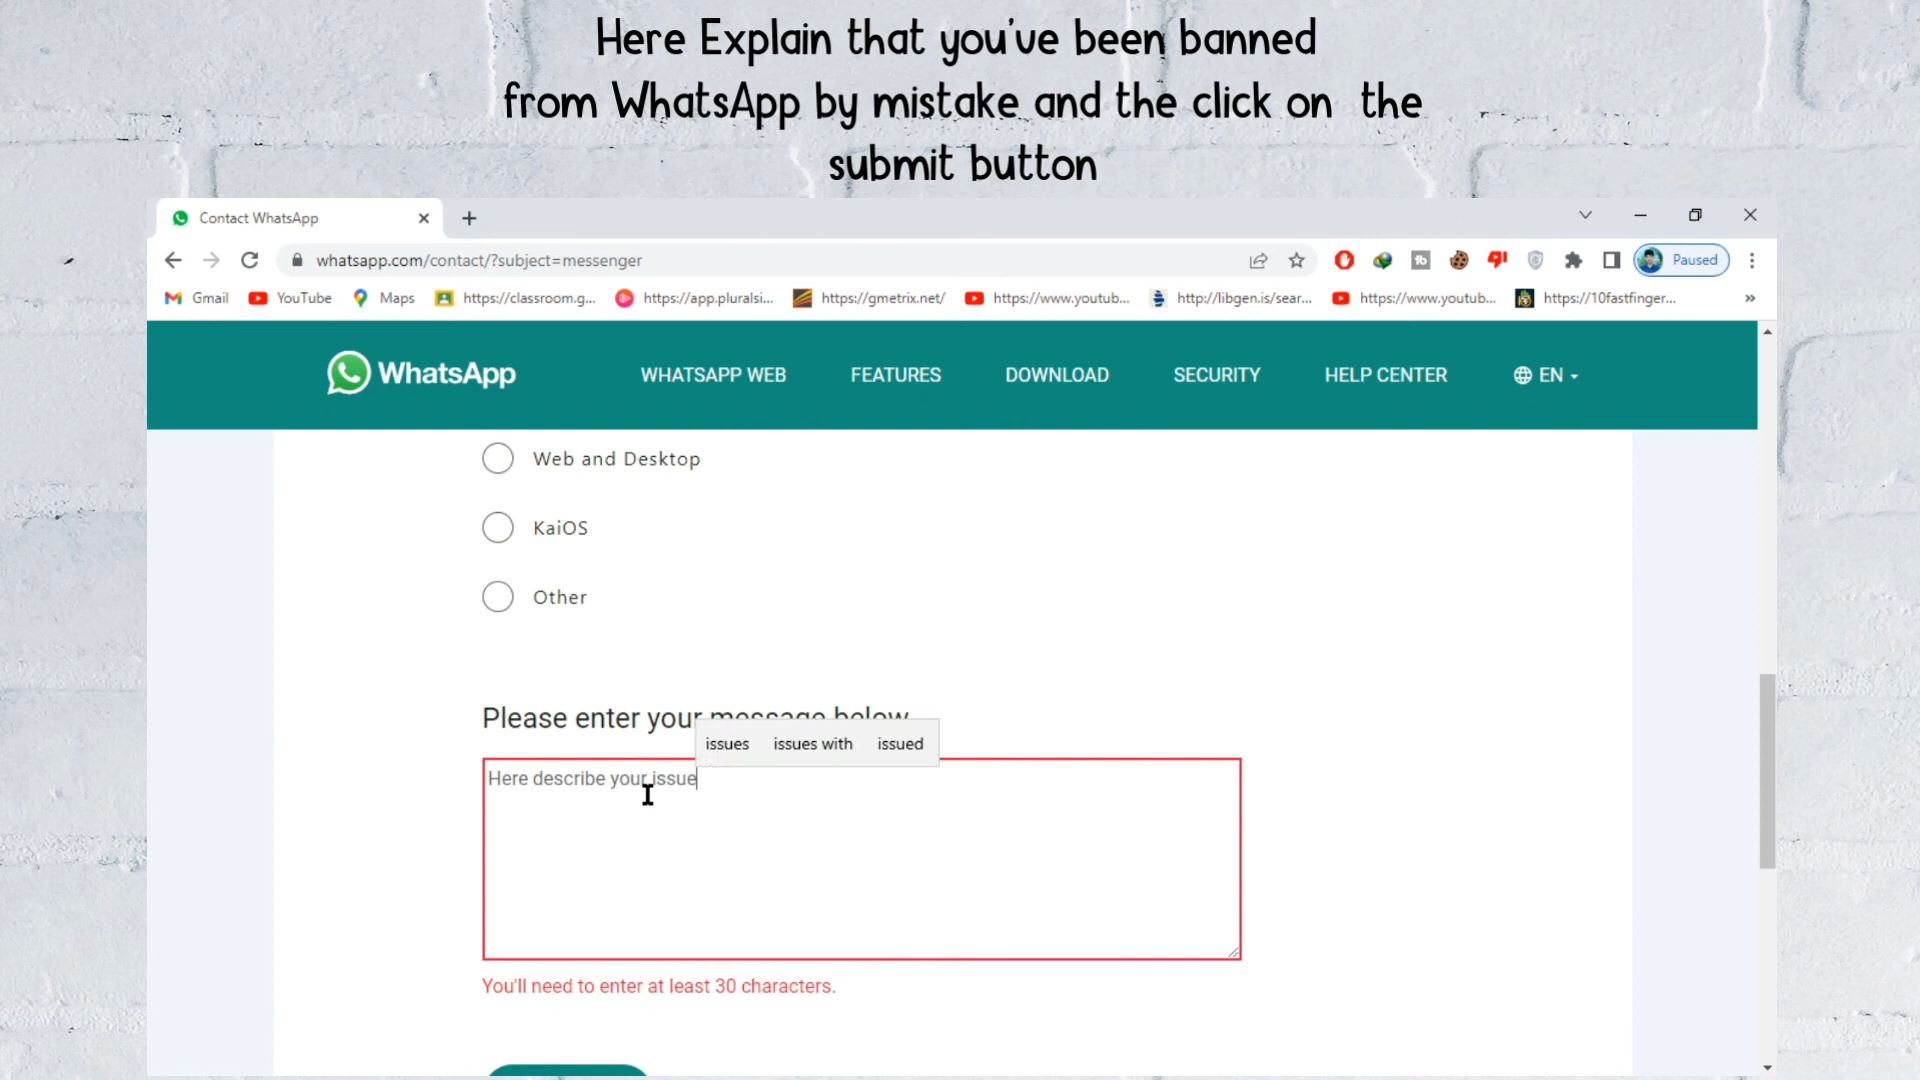 Here Explain that you've been banned
from WhatsApp by mistake and the click on the
submit button
Contact WhatsApp
whatsapp.com/contact/?subject=messenger
Paused
Gmail YouTube Maps https://classroom.g... https://app.pluralsi... https://gmetrix.net/ https://www.youtub... http://libgen.is/sear... https://www.youtub... https://10fastfinger... »
WhatsApp WHATSAPP WEB FEATURES DOWNLOAD SECURITY HELP CENTER EN
Web and Desktop
KaiOS
Other
Please enter your message below
issues issues with issued
Here describe your issue
You'll need to enter at least 30 characters.